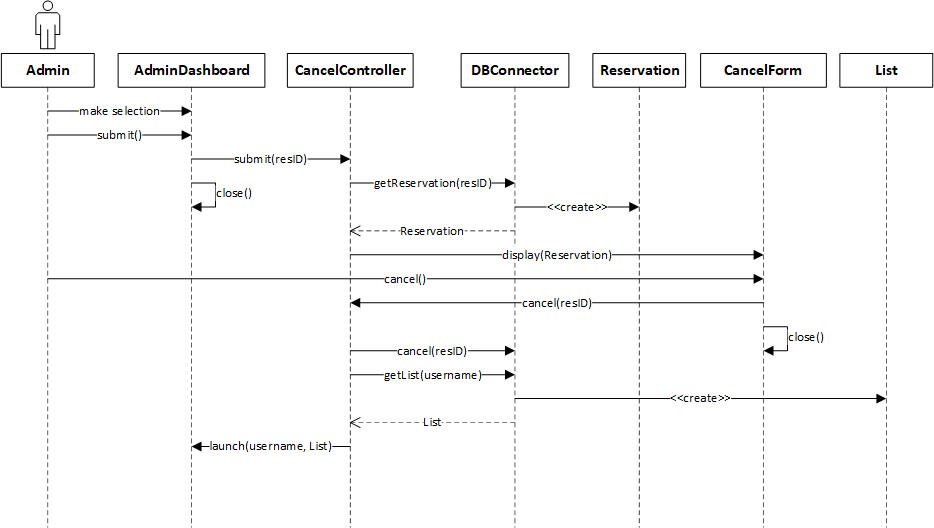 Admin
AdminDashboard
CancelController
DBConnector
Reservation
CancelForm
List
make selection
submit()
submit(resID)
getReservation(resID)
close()
<<create>>
Reservation
display(Reservation)
cancel()
cancel(resID)
close()
cancel(resID)
getList(username)
<<create>>
List
launch(username, List)